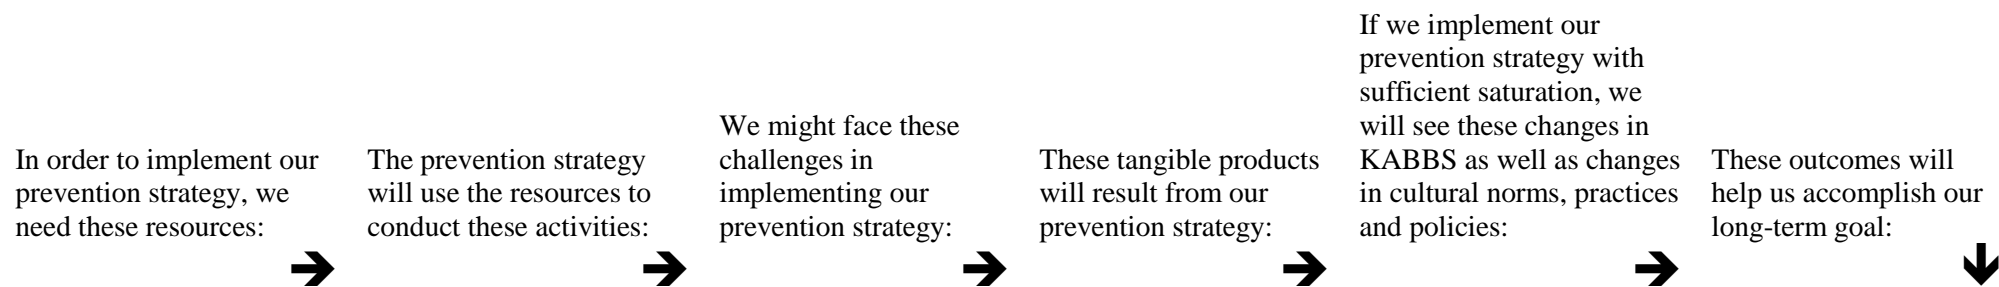 In order to implement our
prevention strategy, we
need these resources:
The prevention strategy
will use the resources to
conduct these activities:
We might face these
challenges in
implementing our
prevention strategy:
These tangible products
will result from our
prevention strategy:
If we implement our
prevention strategy with
sufficient saturation, we
will see these changes in
KABBS as well as changes
in cultural norms, practices
and policies:
These outcomes will
help us accomplish our
long-term goal: